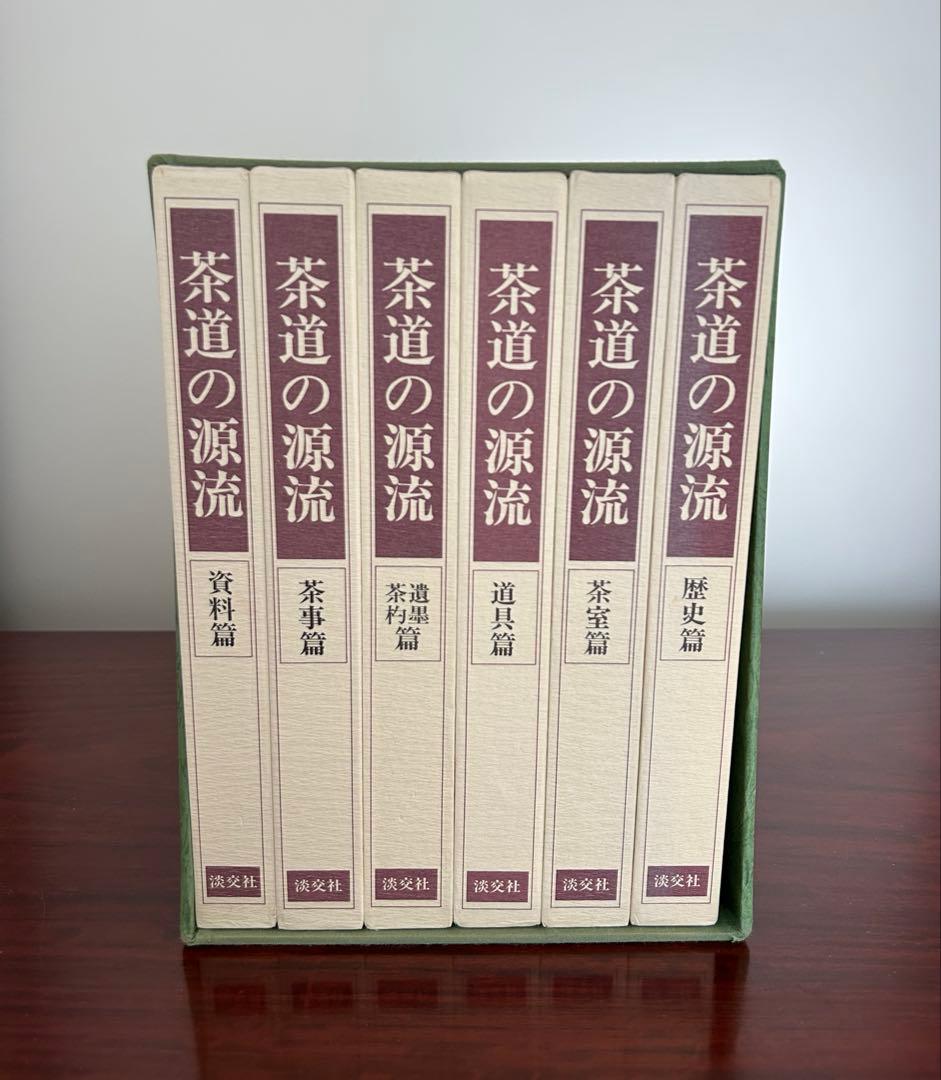 茶道の源流
歴史篇
淡交社
茶道の源流
茶室篇
淡交社
茶道の源流
道具篇
淡交社
茶道の源流
遺墨
茶杓
篇
淡交社
茶道の源流
茶事篇
淡交社
茶道の源流
資料篇
淡交社